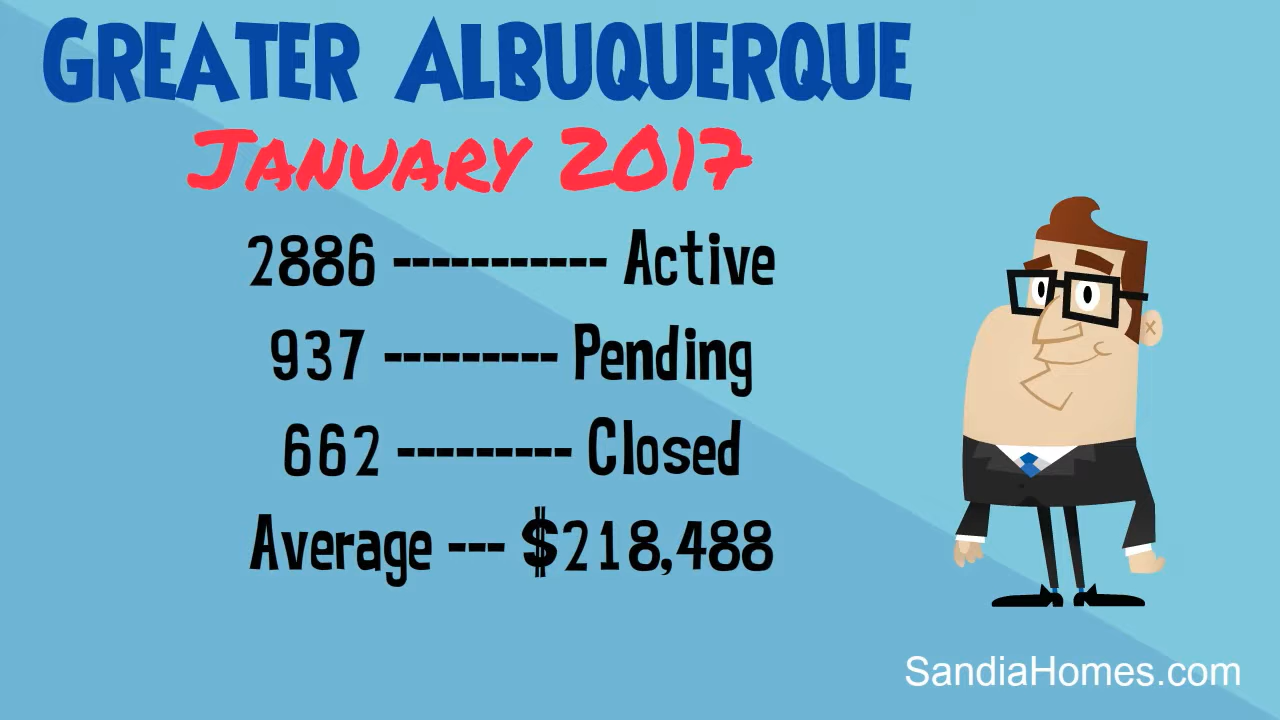 Greater Albuquerque
January 2017
2886 ----------- Active
937 --------- Pending
662 --------- Closed
Average --- $218,488
SandiaHomes.com